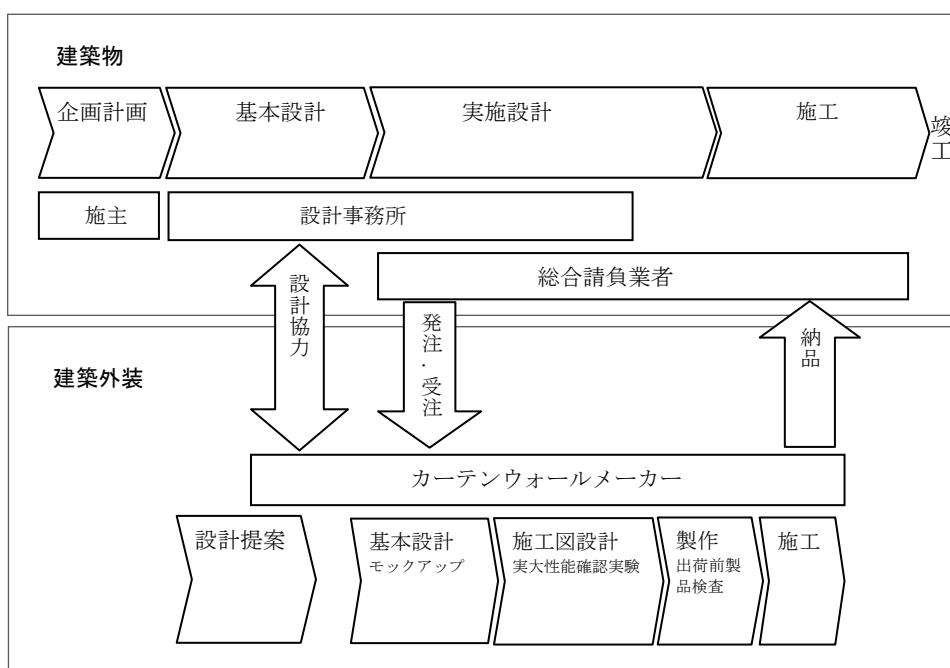 建築物
企画計画
基本設計
実施設計
施工
竣工
施主
設計事務所
総合請負業者
設計協力
発注．受注
納品
建築外装
カーテンウォールメーカー
設計提案
基本設計
モックアップ
施工図設計
実大性能確認実験
製作
出荷前製
品検査
施工